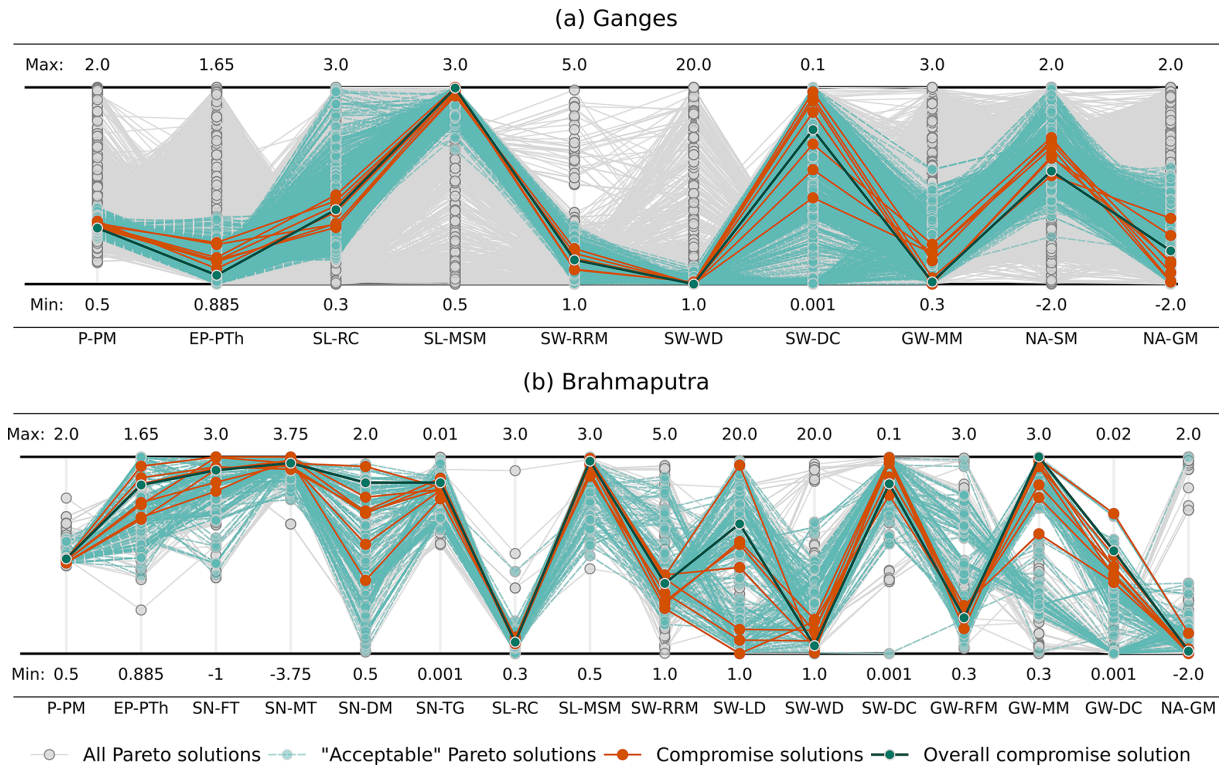 (a) Ganges
Max: 2.0 1.65 3.0 3.0 5.0 20.0 0.1 3.0 2.0 2.0
Min: 0.5 0.885 0.3 0.5 1.0 1.0 0.001 0.3 -2.0 -2.0
P-PM EP-PTh SL-RC SL-MSM SW-RRM SW-WD SW-DC GW-MM NA-SM NA-GM
(b) Brahmaputra
Max: 2.0 1.65 3.0 3.75 2.0 0.01 3.0 3.0 5.0 20.0 20.0 0.1 3.0 3.0 0.02 2.0
Min: 0.5 0.885 -1 -3.75 0.5 0.001 0.3 0.5 1.0 1.0 1.0 0.001 0.3 0.3 0.001 -2.0
P-PM EP-PTh SN-FT SN-MT SN-DM SN-TG SL-RC SL-MSM SW-RRM SW-LD SW-WD SW-DC GW-RFM GW-MM GW-DC NA-GM
All Pareto solutions "Acceptable" Pareto solutions Compromise solutions Overall compromise solution